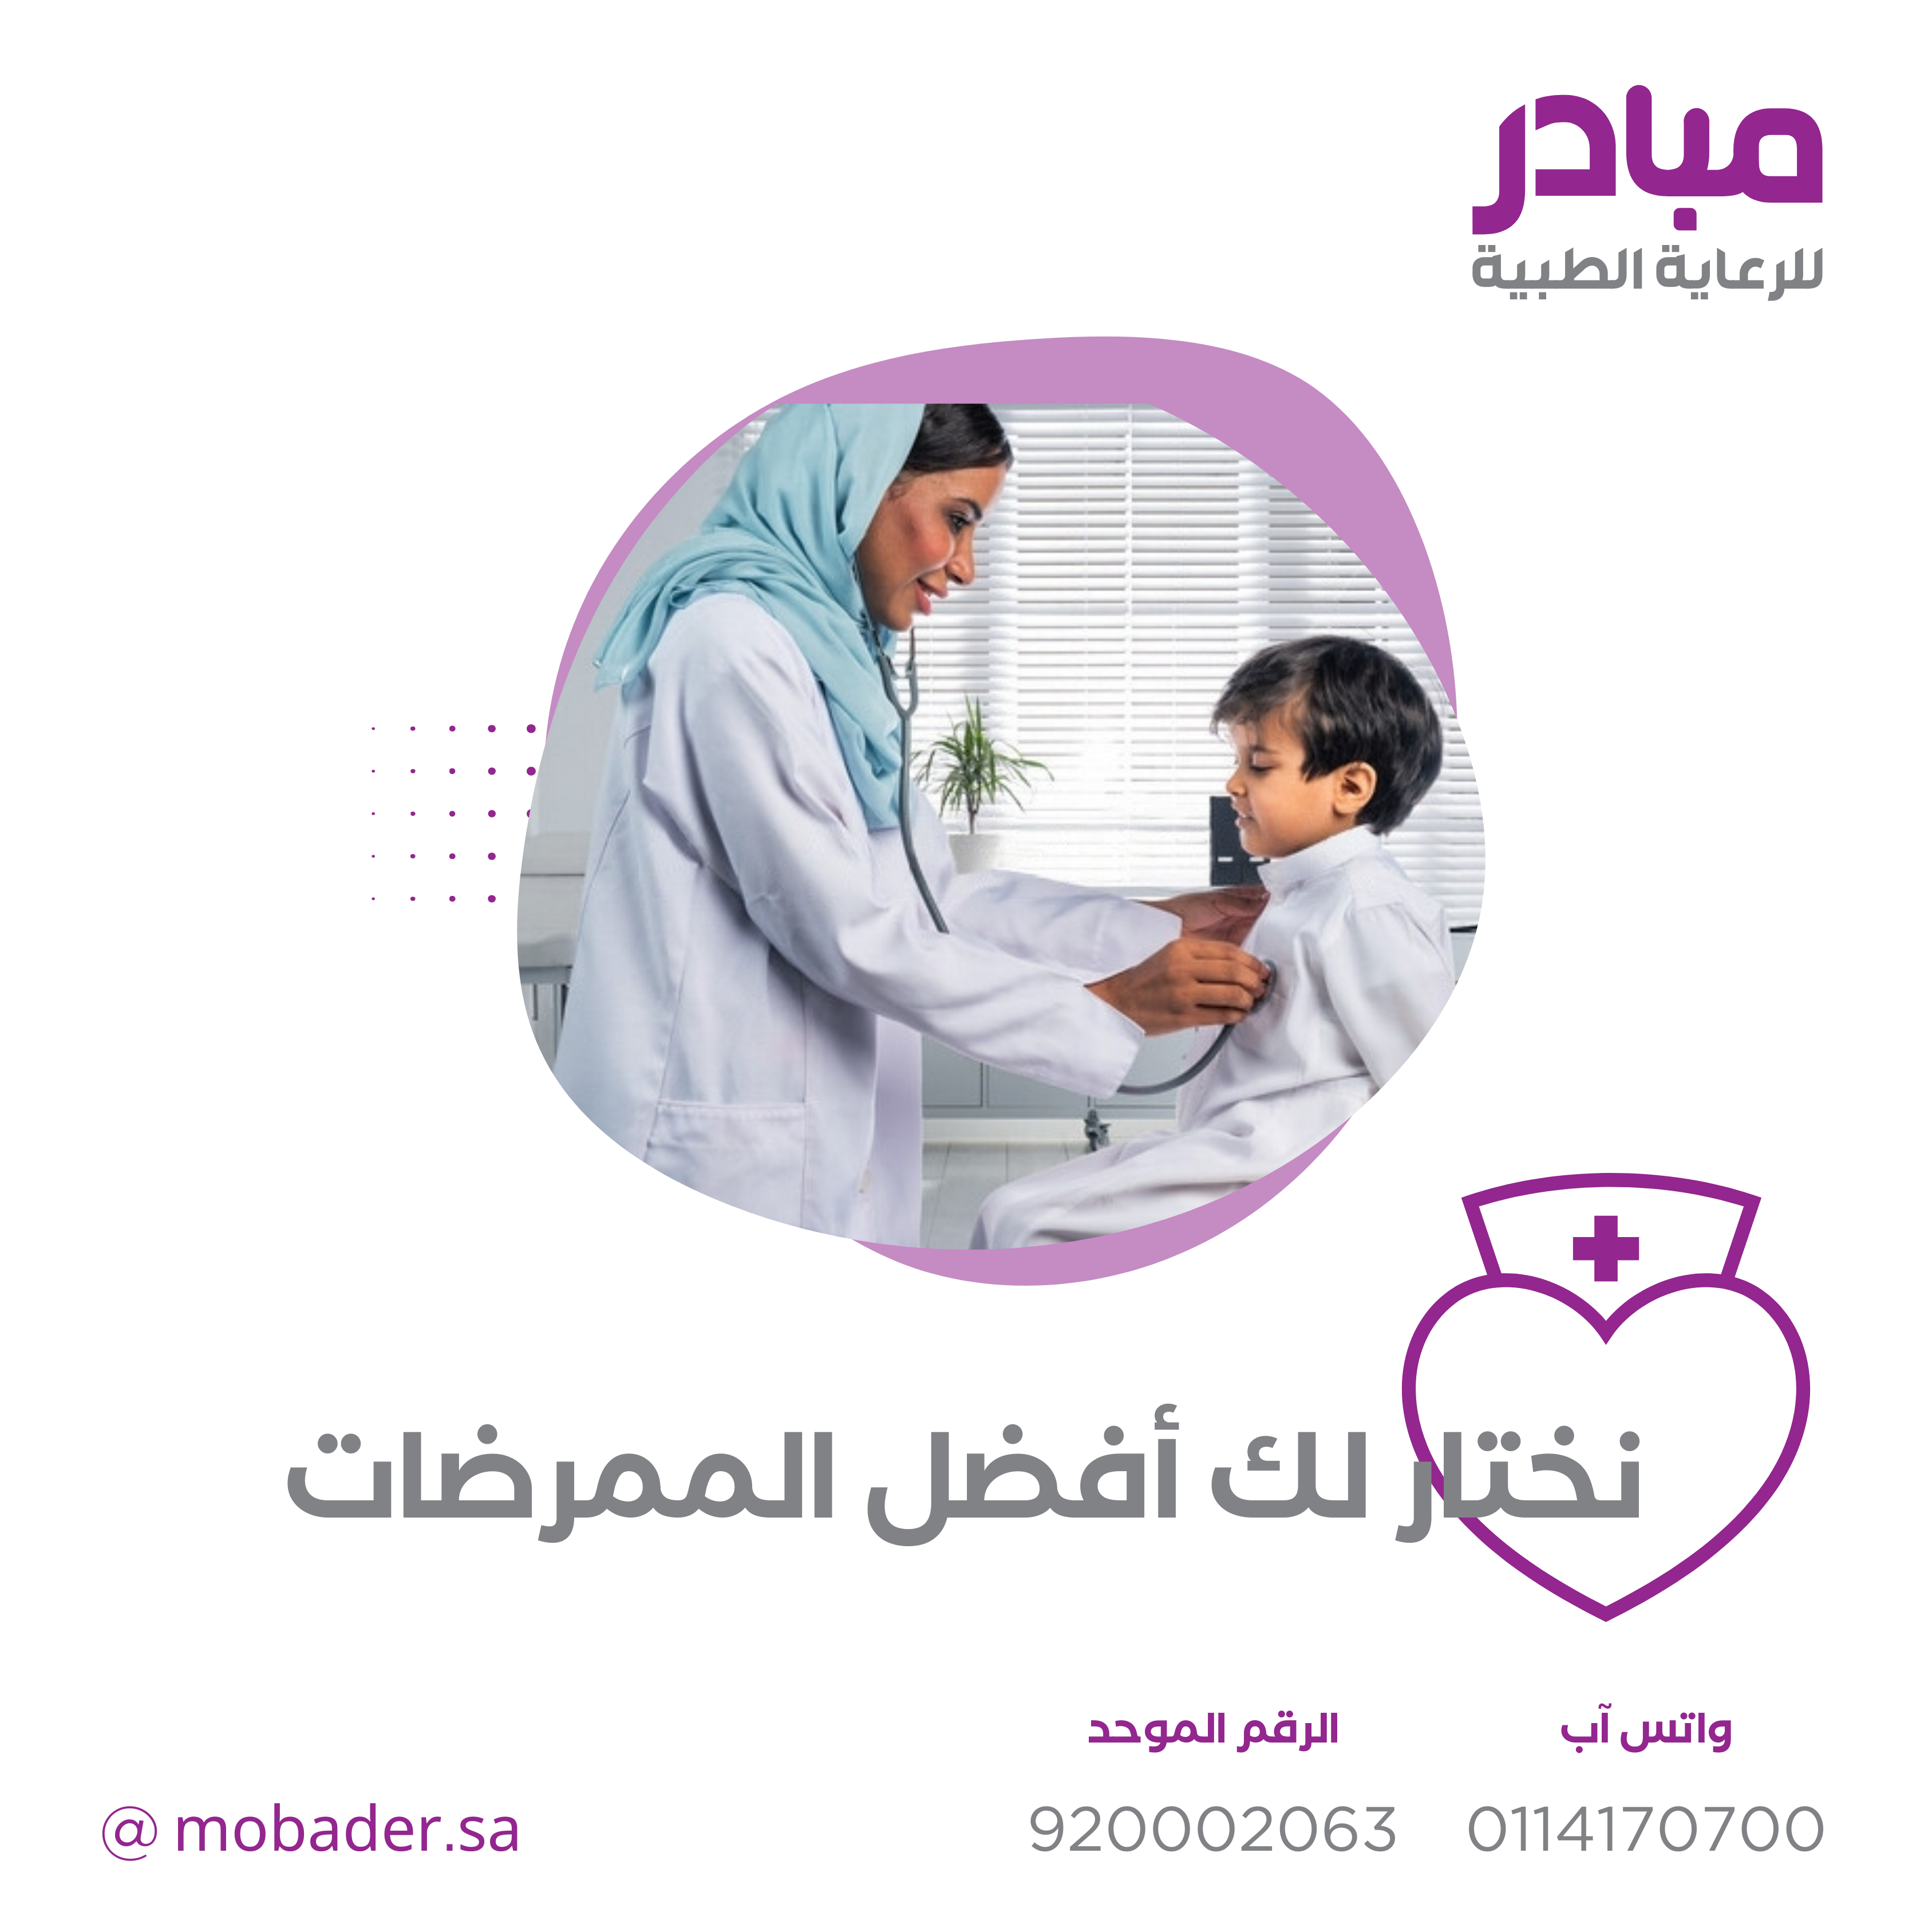 مبادر
للرعاية الطبية
نختار لك أفضل الممرضات
واتس آب
0114170700
الرقم الموحد
920002063
@mobader.sa